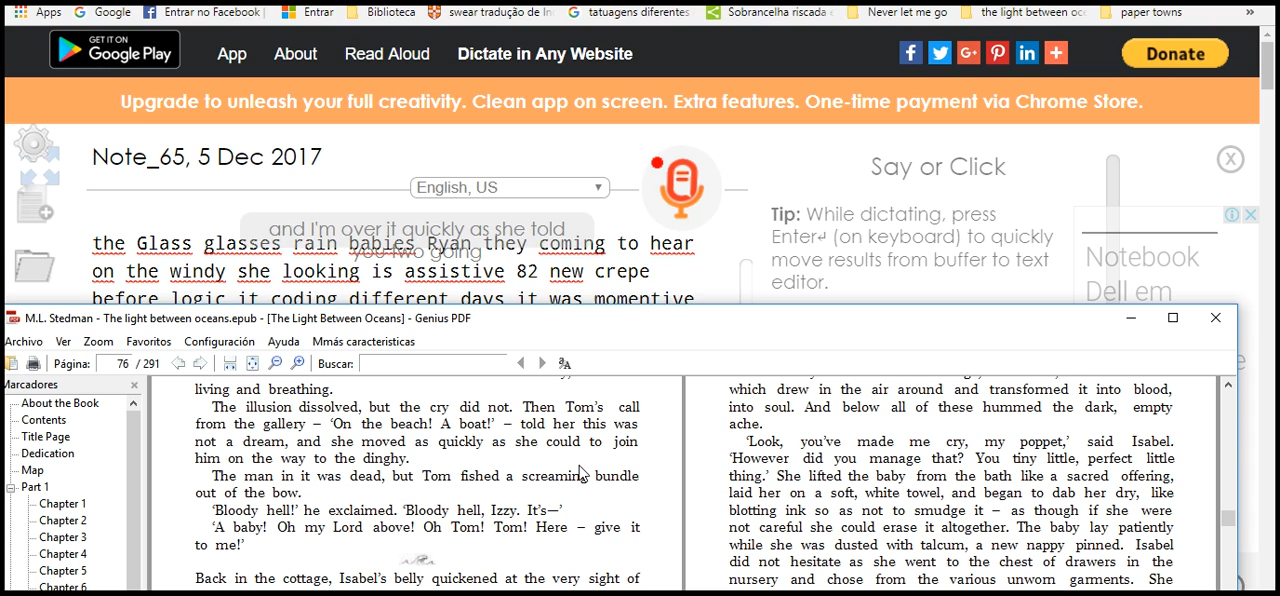 Apps Google Entrar no Facebook Entrar Biblioteca swear tradução de In tatuagens diferentes Sobrancelha riscada Never let me go the light between oc paper towns »
GET IT ON
Google Play
App About Read Aloud Dictate in Any Website
Donate
Upgrade to unleash your full creativity. Clean app on screen. Extra features. One-time payment via Chrome Store.
Note_65, 5 Dec 2017
English, US
and I'm over it quickly as she told
you two going
the Glass glasses rain babies Ryan they coming to hear
on the windy she looking is assistive 82 new crepe
before logic it coding different days it was momentive
Say or Click
Tip: While dictating, press
Enter↵ (on keyboard) to quickly
move results from buffer to text
editor.
Notebook
Dell em
M.L. Stedman - The light between oceans.epub - [The Light Between Oceans] - Genius PDF
Archivo Ver Zoom Favoritos Configuración Ayuda Mmás características
Página: 76 / 291 Buscar:
Marcadores
About the Book
Contents
Title Page
Dedication
Map
Part 1
Chapter 1
Chapter 2
Chapter 3
Chapter 4
Chapter 5
Chapter 6
living and breathing.
The illusion dissolved, but the cry did not. Then Tom's call
from the gallery – 'On the beach! A boat!' – told her this was
not a dream, and she moved as quickly as she could to join
him on the way to the dinghy.
The man in it was dead, but Tom fished a screaming bundle
out of the bow.
'Bloody hell!' he exclaimed. 'Bloody hell, Izzy. It's—'
'A baby! Oh my Lord above! Oh Tom! Tom! Here – give it
to me!'
Back in the cottage, Isabel's belly quickened at the very sight of
which drew in the air around and transformed it into blood,
into soul. And below all of these hummed the dark, empty
ache.
'Look, you've made me cry, my poppet,' said Isabel.
'However did you manage that? You tiny little, perfect little
thing.' She lifted the baby from the bath like a sacred offering,
laid her on a soft, white towel, and began to dab her dry, like
blotting ink so as not to smudge it – as though if she were
not careful she could erase it altogether. The baby lay patiently
while she was dusted with talcum, a new nappy pinned. Isabel
did not hesitate as she went to the chest of drawers in the
nursery and chose from the various unworn garments. She